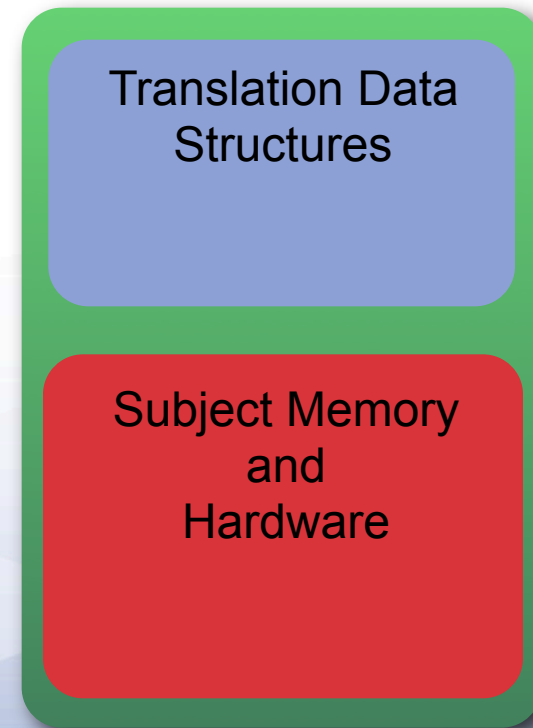 Translation Data
Structures
Subject Memory
and
Hardware